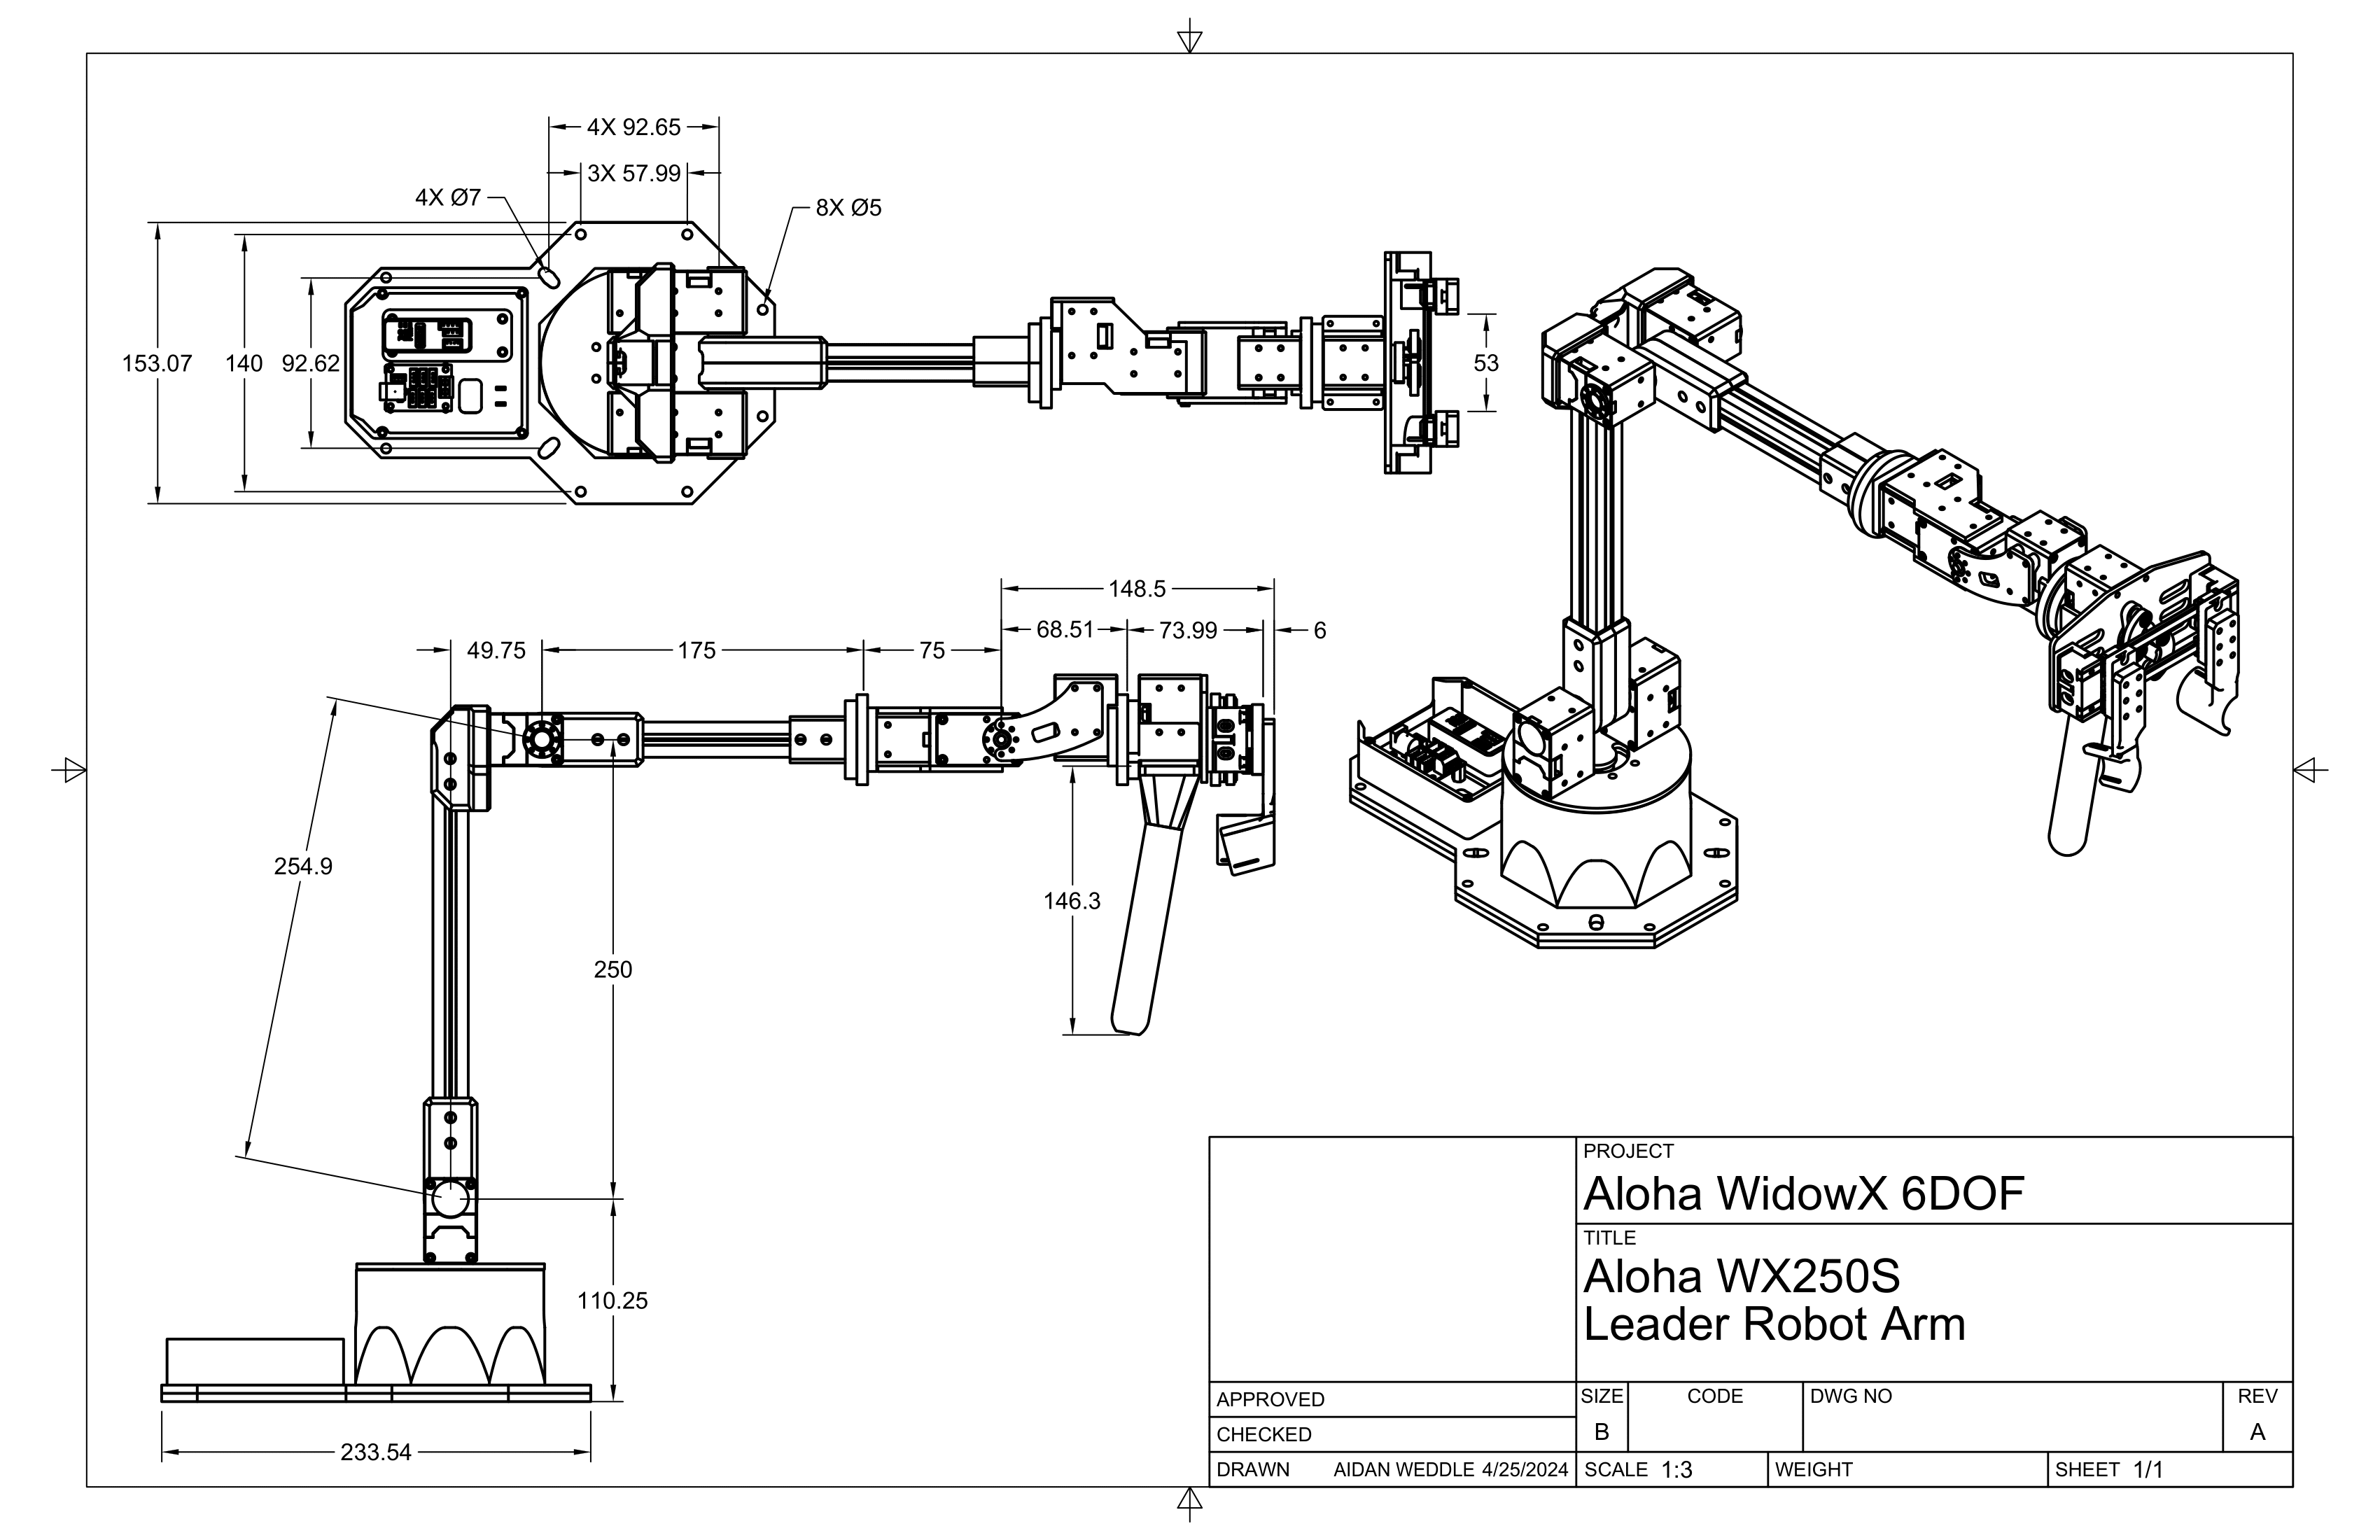 4X 92.65
3X 57.99
4X Ø7
8X Ø5
153.07
140
92.62
53
148.5
68.51
73.99
6
49.75
175
75
254.9
146.3
250
110.25
233.54
PROJECT
Aloha WidowX 6DOF
TITLE
Aloha WX250S
Leader Robot Arm
APPROVED
CHECKED
DRAWN AIDAN WEDDLE 4/25/2024
SIZE CODE DWG NO REV
B A
SCALE 1:3 WEIGHT SHEET 1/1